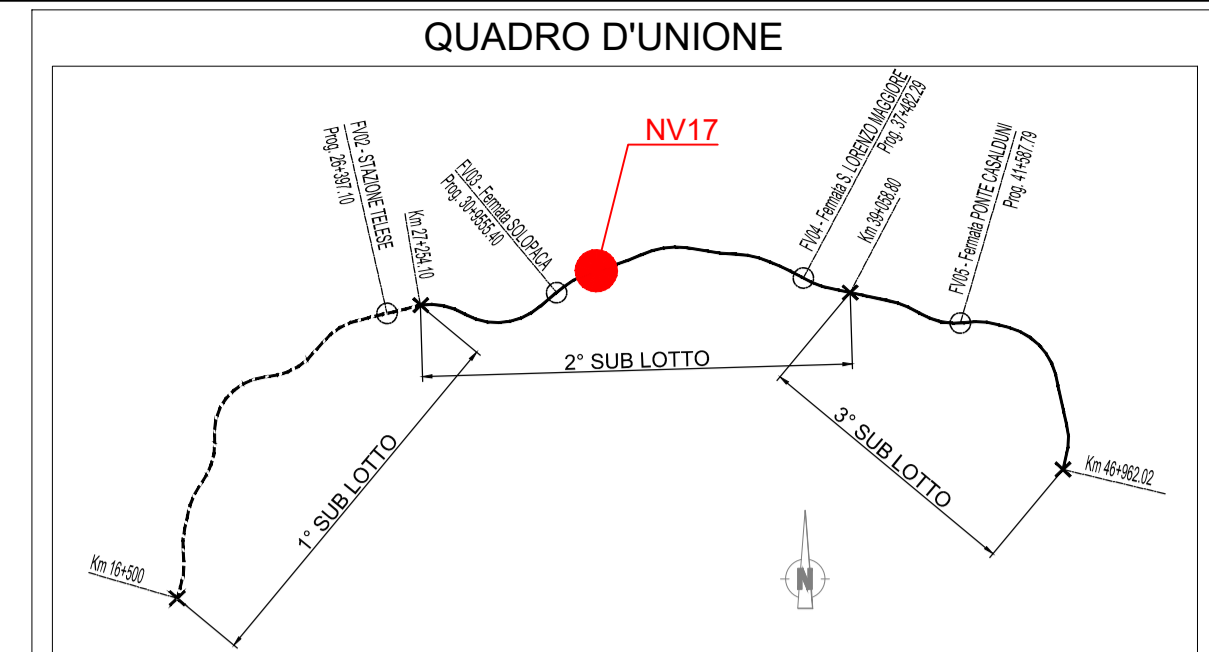 QUADRO D'UNIONE
FV02 - STAZIONE TELESE
Prog. 26+397.10
Km 27+254.10
FV03 - Fermata SOLOPACA
Prog. 30+9555.40
NV17
FV04 - Fermata S. LORENZO MAGGIORE
Prog. 37+482.29
Km 39+058.80
FV05 - Fermata PONTE CASALDUNI
Prog. 41+587.79
2° SUB LOTTO
1° SUB LOTTO
3° SUB LOTTO
Km 46+962.02
Km 16+500
N